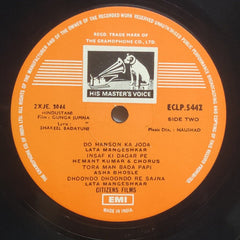 REGD. TRADE MARK OF
THE GRAMOPHONE CO., LTD
HIS MASTER'S VOICE
2XJE. 5044
HINDUSTANI
Film : GUNGA JUMNA
Lyric :
SHAKEEL BADAYUNI
ECLP.5442
SIDE TWO
Music Dir. : NAUSHAD
DO HANSON KA JODA
LATA MANGESHKAR
INSAF KI DAGAR PE
HEMANT KUMAR & CHORUS
TORA MAN BADA PAPI
ASHA BHOSLE
DHOONDO DHOONDO RE SAJNA
LATA MANGESHKAR
CITIZENS FILMS
EMI
MADE IN INDIA